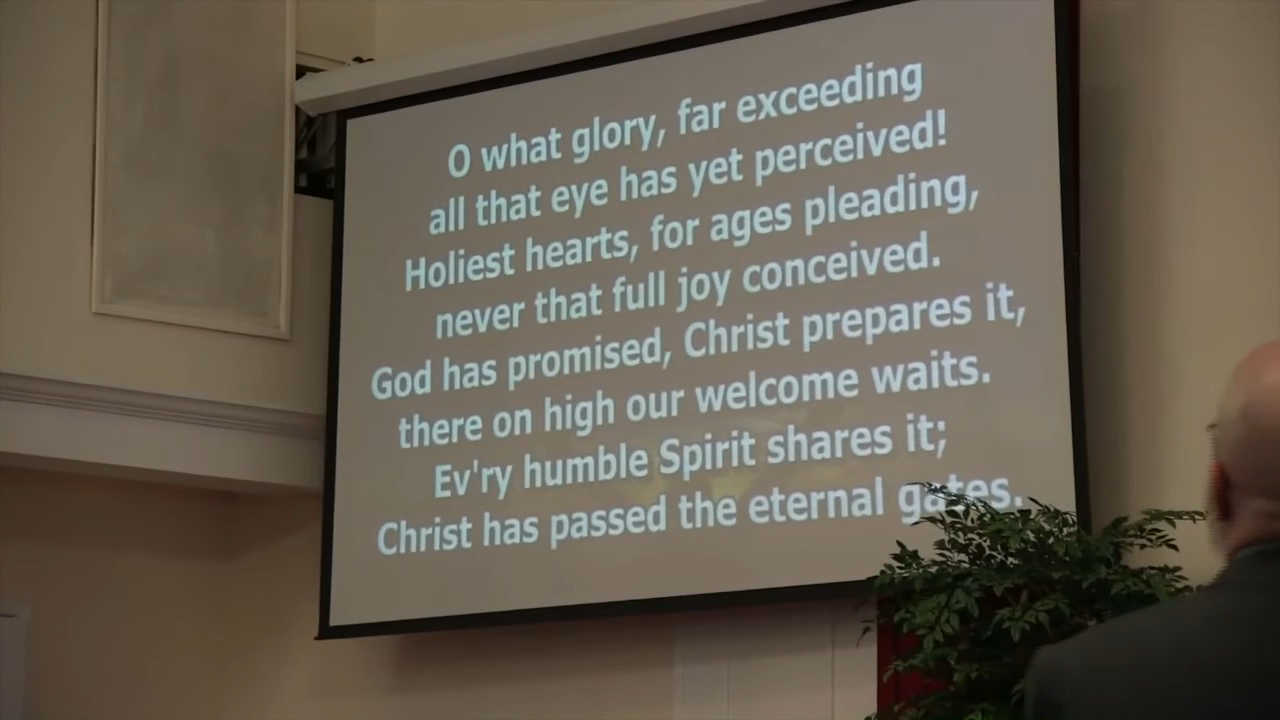 O what glory, far exceeding
all that eye has yet perceived!
Holiest hearts, for ages pleading,
never that full joy conceived.
God has promised, Christ prepares it,
there on high our welcome waits.
Ev'ry humble Spirit shares it;
Christ has passed the eternal gates.